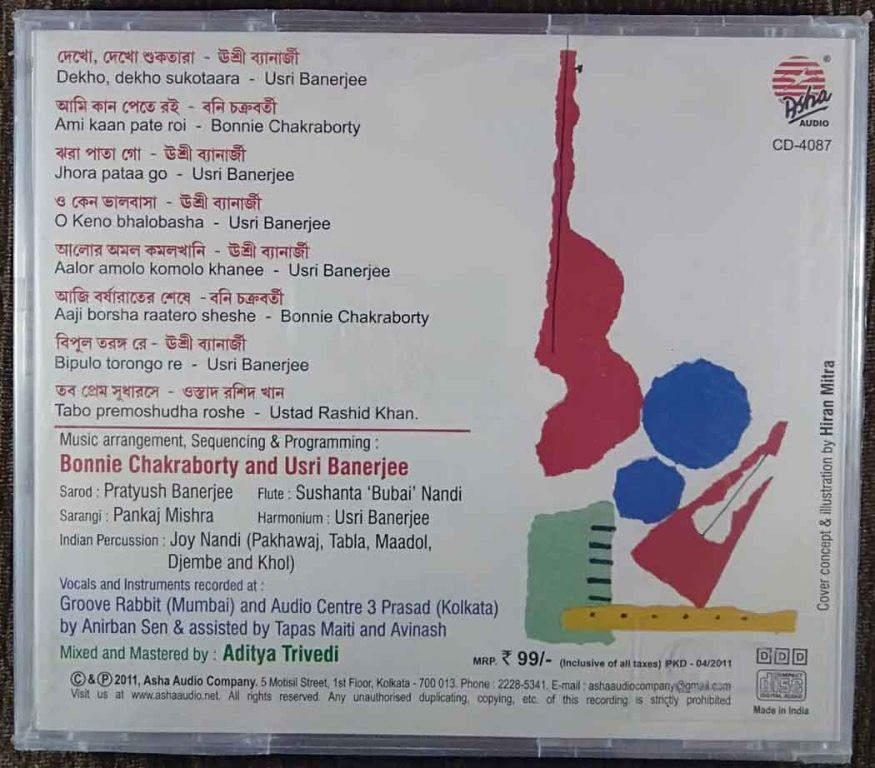 দেখো, দেখো শুকতারা - ঊশ্রী ব্যানার্জী
Dekho, dekho sukotaara - Usri Banerjee
আমি কান পেতে রই - বনি চক্রবর্তী
Ami kaan pate roi - Bonnie Chakraborty
ঝরা পাতা গো - ঊশ্রী ব্যানার্জী
Jhora pataa go - Usri Banerjee
ও কেন ভালবাসা - ঊশ্রী ব্যানার্জী
O Keno bhalobasha - Usri Banerjee
আলোর অমল কমলখানি - ঊশ্রী ব্যানার্জী
Aalor amolo komolo khanee - Usri Banerjee
আজি বর্ষারাতের শেষে - বনি চক্রবর্তী
Aaji borsha raatero sheshe - Bonnie Chakraborty
বিপুল তরঙ্গ রে - ঊশ্রী ব্যানার্জী
Bipulo torongo re - Usri Banerjee
তব প্রেম সুধারসে - ওস্তাদ রশিদ খান
Tabo premoshudha roshe - Ustad Rashid Khan.
Music arrangement, Sequencing & Programming :
Bonnie Chakraborty and Usri Banerjee
Sarod : Pratyush Banerjee Flute : Sushanta ‘Bubai’ Nandi
Sarangi : Pankaj Mishra Harmonium : Usri Banerjee
Indian Percussion : Joy Nandi (Pakhawaj, Tabla, Maadol,
Djembe and Khol)
Vocals and Instruments recorded at :
Groove Rabbit (Mumbai) and Audio Centre 3 Prasad (Kolkata)
by Anirban Sen & assisted by Tapas Maiti and Avinash
Mixed and Mastered by : Aditya Trivedi
MRP. ₹ 99/- (Inclusive of all taxes) PKD - 04/2011
© & ℗ 2011, Asha Audio Company. 5 Motisil Street, 1st Floor, Kolkata - 700 013. Phone : 2228-5341. E-mail : ashaaudiocompany@gmail.com
Visit us at www.ashaaudio.net. All rights reserved. Any unauthorised duplicating, copying, etc. of this recording is strictly prohibited
®
Asha
AUDIO
CD-4087
Cover concept & illustration by Hiran Mitra
DDD
COMPACT
disc
DIGITAL AUDIO
Made in India